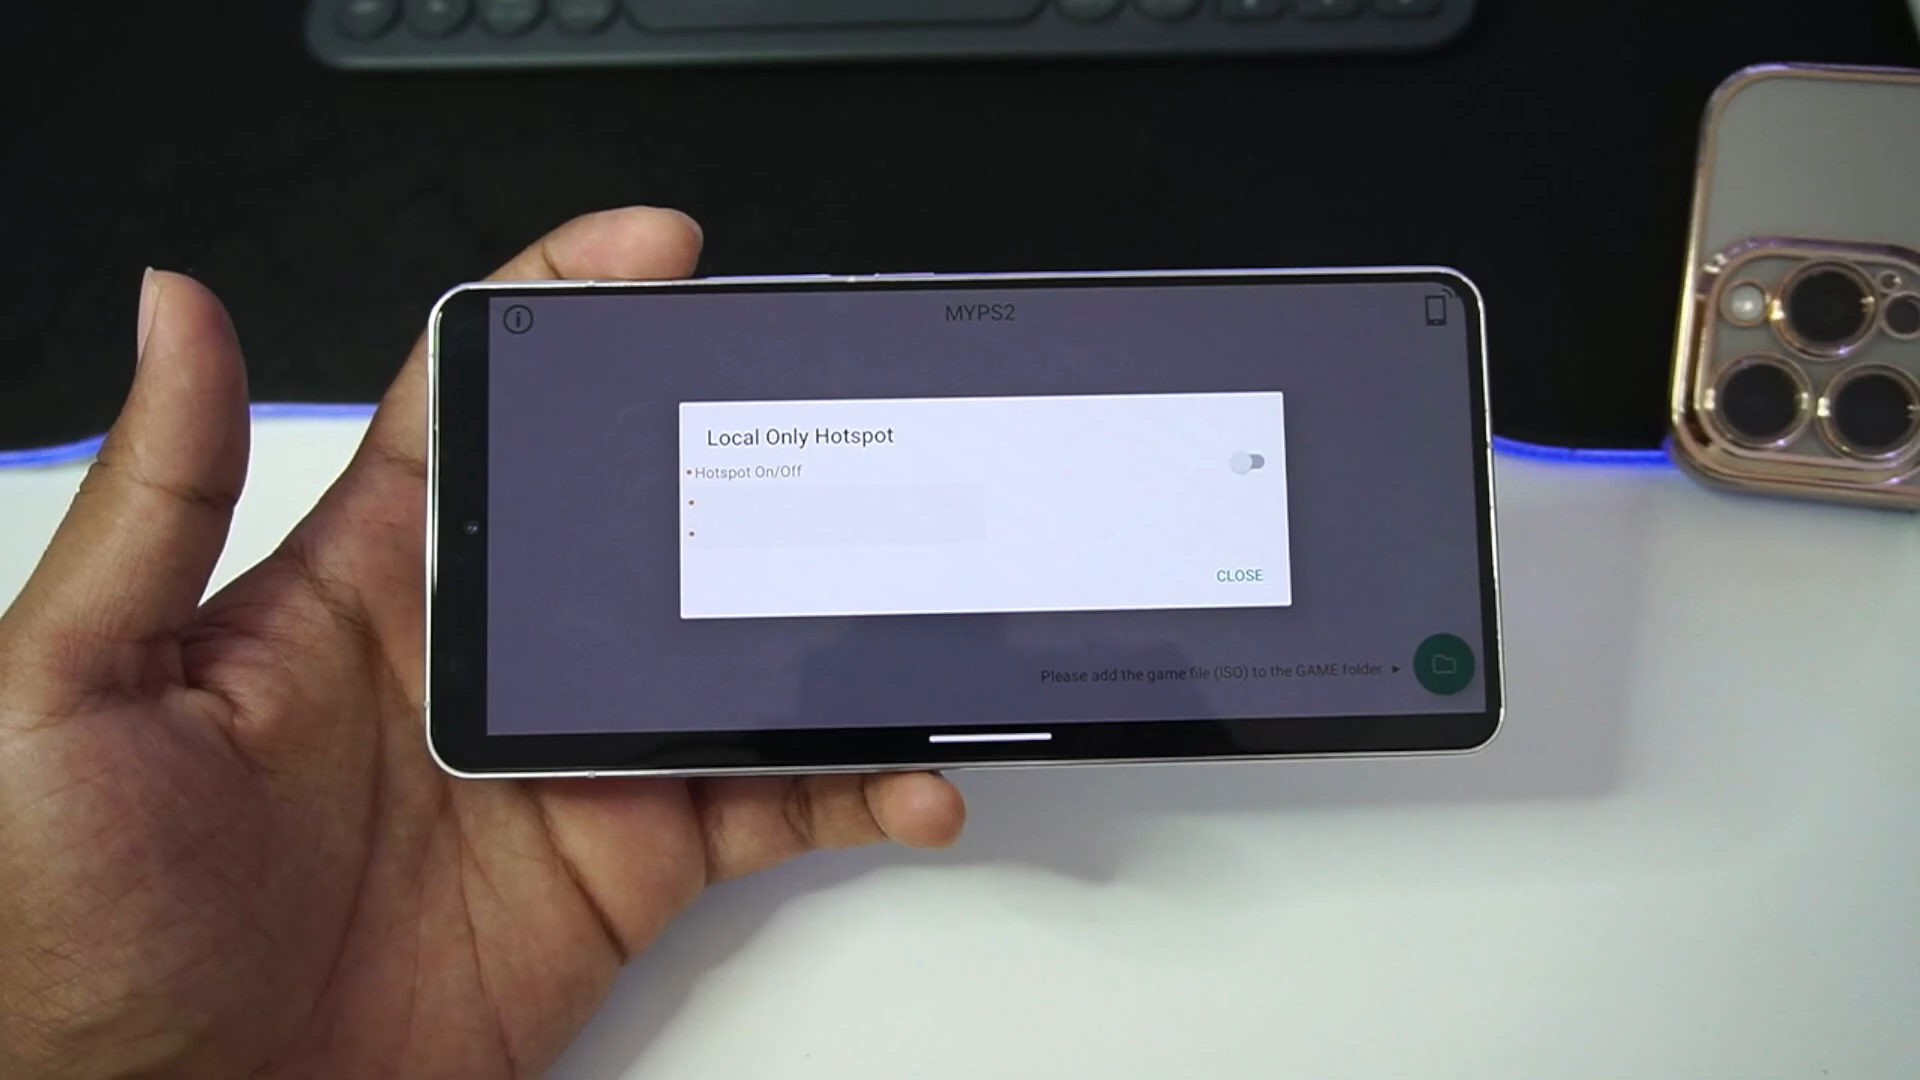 MYPS2
Local Only Hotspot
Hotspot On/Off
CLOSE
Please add the game file (ISO) to the GAME folder ►